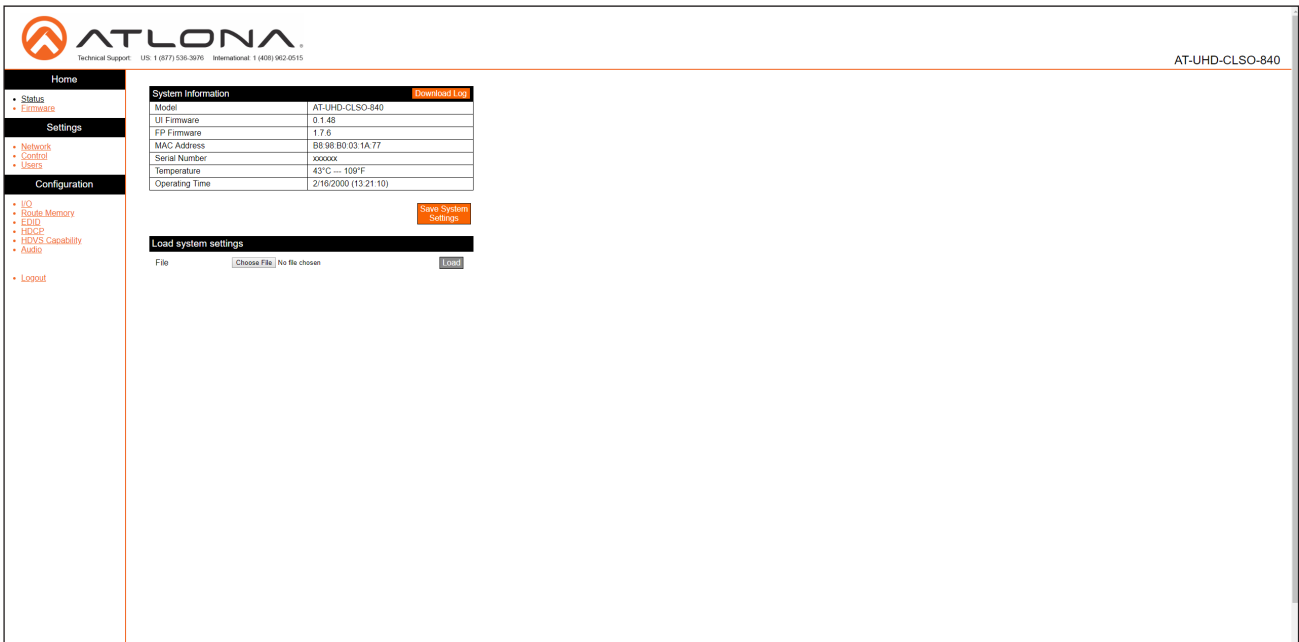 ATLONA.
Technical Support: US: 1 (877) 536-3976 International: 1 (408) 962-0515
AT-UHD-CLSO-840
Home
Status
Firmware
Settings
Network
Control
Users
Configuration
I/O
Route Memory
EDID
HDCP
HDVS Capability
Audio
Logout
System Information Download Log
Model AT-UHD-CLSO-840
UI Firmware 0.1.48
FP Firmware 1.7.6
MAC Address B8:98:B0:03:1A:77
Serial Number xxxxxx
Temperature 43°C --- 109°F
Operating Time 2/16/2000 (13:21:10)
Save System
Settings
Load system settings
File Choose File No file chosen Load